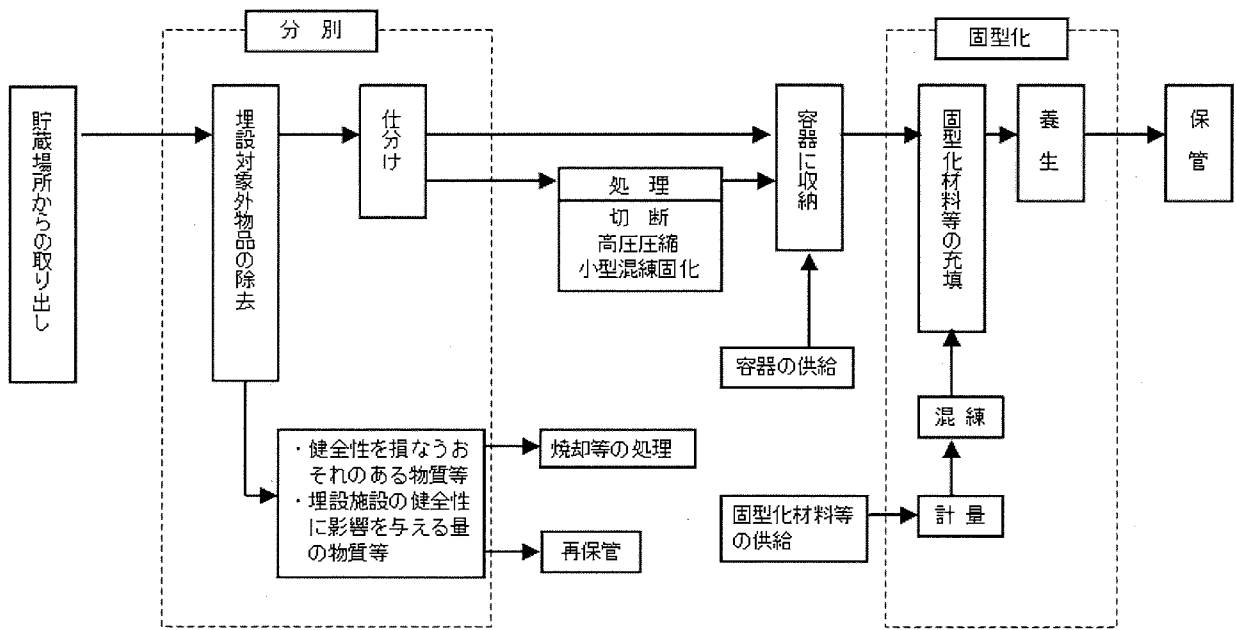 分 別
固型化
貯蔵場所からの取り出し
埋設対象外物品の除去
仕分け
処 理
切 断
高圧圧縮
小型混練固化
容器に収納
固型化材料等の充填
養 生
保 管
容器の供給
混 練
・健全性を損なうお
それのある物質等
・埋設施設の健全性
に影響を与える量
の物質等
焼却等の処理
再保管
固型化材料等
の供給
計 量